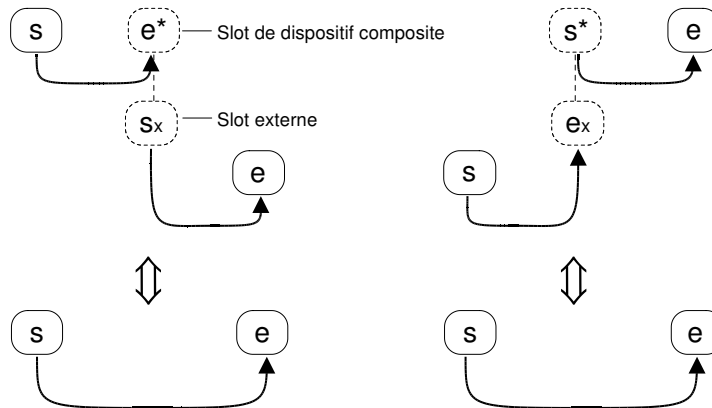 s e* Slot de dispositif composite s* e
sx Slot externe ex
e s
s e s e